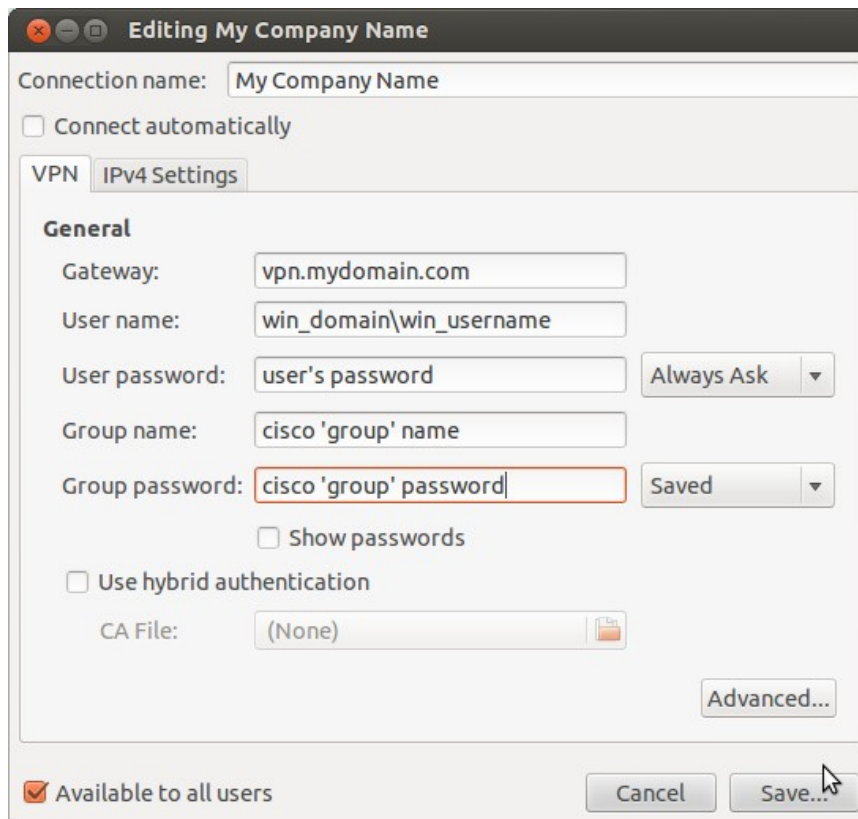 Editing My Company Name
Connection name: My Company Name
Connect automatically
VPN IPv4 Settings
General
Gateway: vpn.mydomain.com
User name: win_domain\win_username
User password: user's password Always Ask
Group name: cisco 'group' name
Group password: cisco 'group' password Saved
Show passwords
Use hybrid authentication
CA File: (None)
Advanced...
Available to all users Cancel Save...